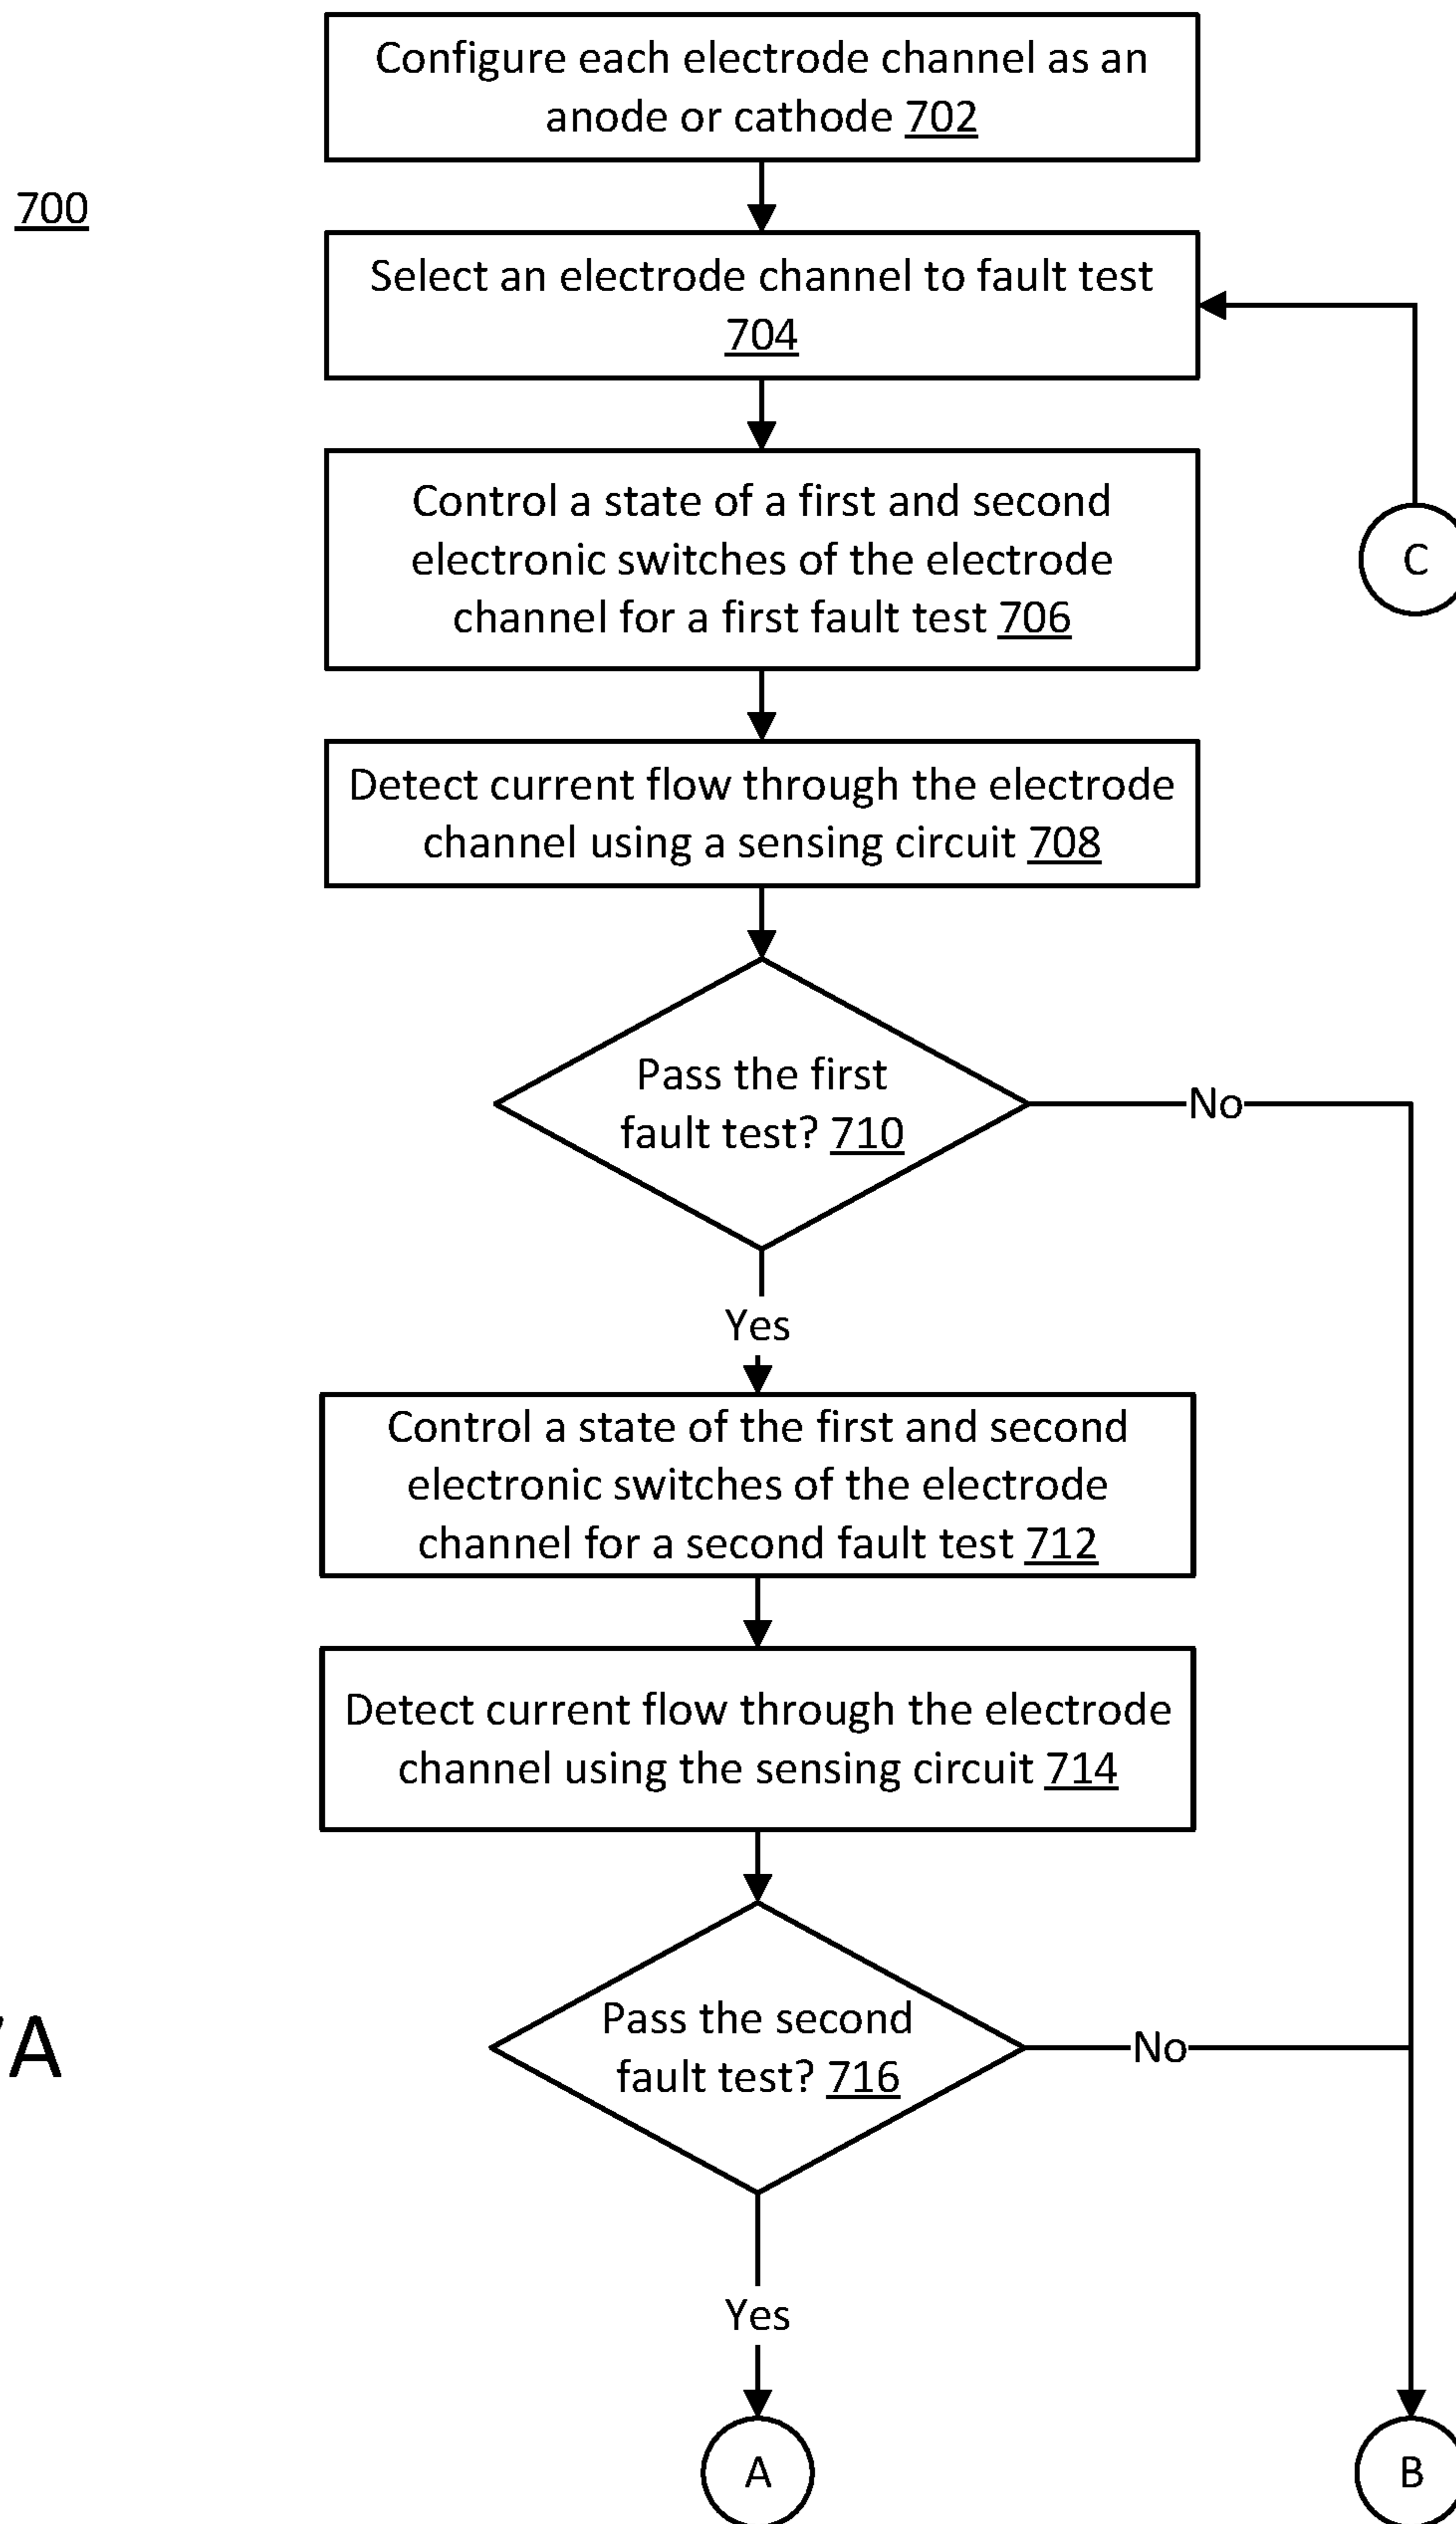 Configure each electrode channel as an
anode or cathode 702
700
Select an electrode channel to fault test
704
Control a state of a first and second
electronic switches of the electrode
channel for a first fault test 706
C
Detect current flow through the electrode
channel using a sensing circuit 708
Pass the first
fault test? 710
No
Yes
Control a state of the first and second
electronic switches of the electrode
channel for a second fault test 712
Detect current flow through the electrode
channel using the sensing circuit 714
Pass the second
fault test? 716
No
7A
Yes
A
B